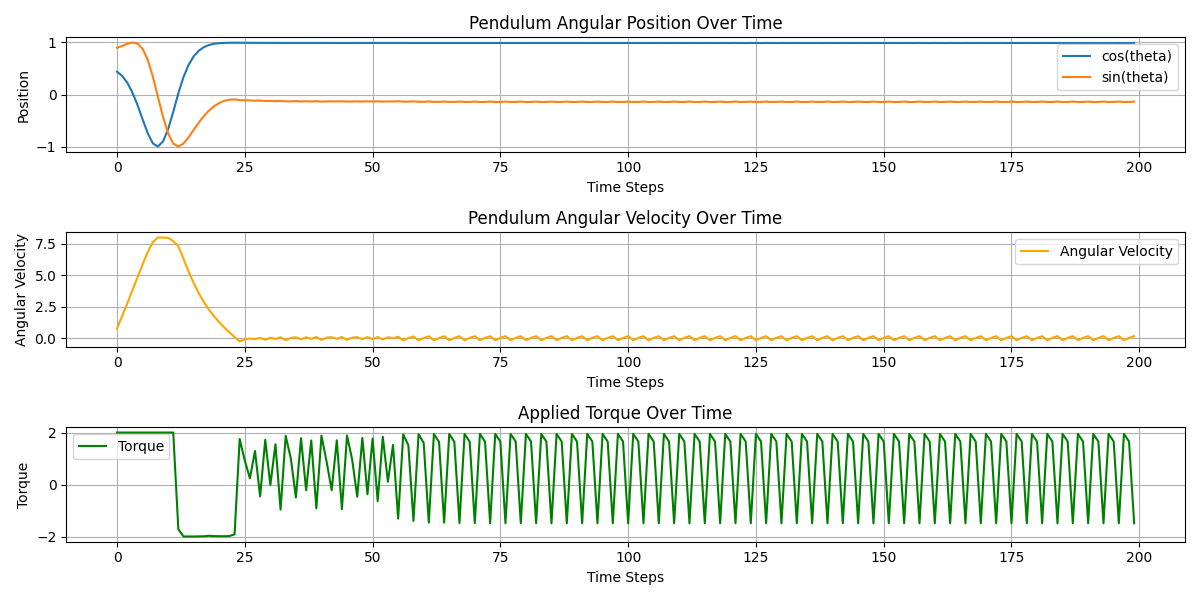 Pendulum Angular Position Over Time
Position
1
0
−1
cos(theta)
sin(theta)
0 25 50 75 100 125 150 175 200
Time Steps
Pendulum Angular Velocity Over Time
Angular Velocity
7.5
5.0
2.5
0.0
Angular Velocity
0 25 50 75 100 125 150 175 200
Time Steps
Applied Torque Over Time
Torque
2
0
−2
Torque
0 25 50 75 100 125 150 175 200
Time Steps